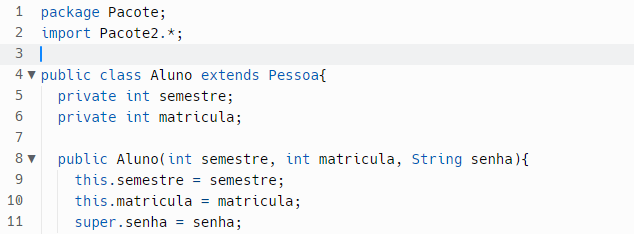 1 package Pacote;
2 import Pacote2.*;
3
4 public class Aluno extends Pessoa{
5 private int semestre;
6 private int matricula;
7
8 public Aluno(int semestre, int matricula, String senha){
9 this.semestre = semestre;
10 this.matricula = matricula;
11 super.senha = senha;